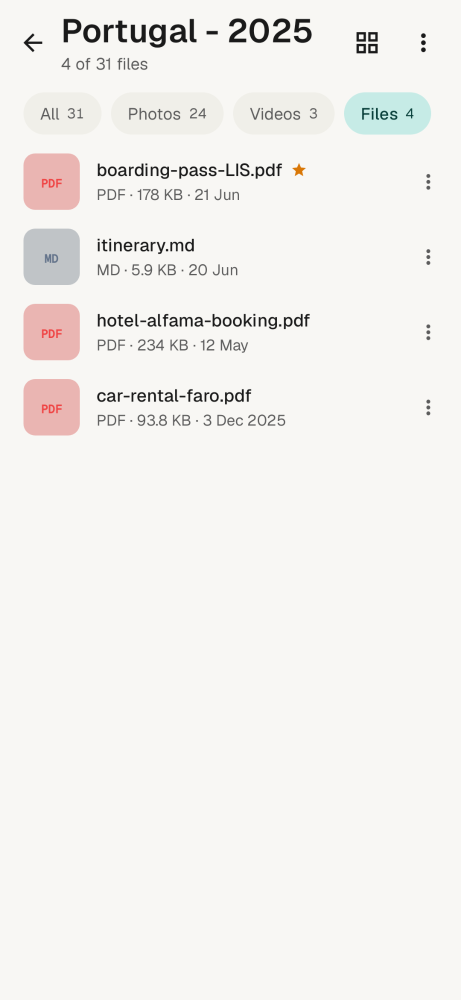 Portugal - 2025
4 of 31 files
All 31 Photos 24 Videos 3 Files 4
PDF
boarding-pass-LIS.pdf
PDF · 178 KB · 21 Jun
MD
itinerary.md
MD · 5.9 KB · 20 Jun
PDF
hotel-alfama-booking.pdf
PDF · 234 KB · 12 May
PDF
car-rental-faro.pdf
PDF · 93.8 KB · 3 Dec 2025